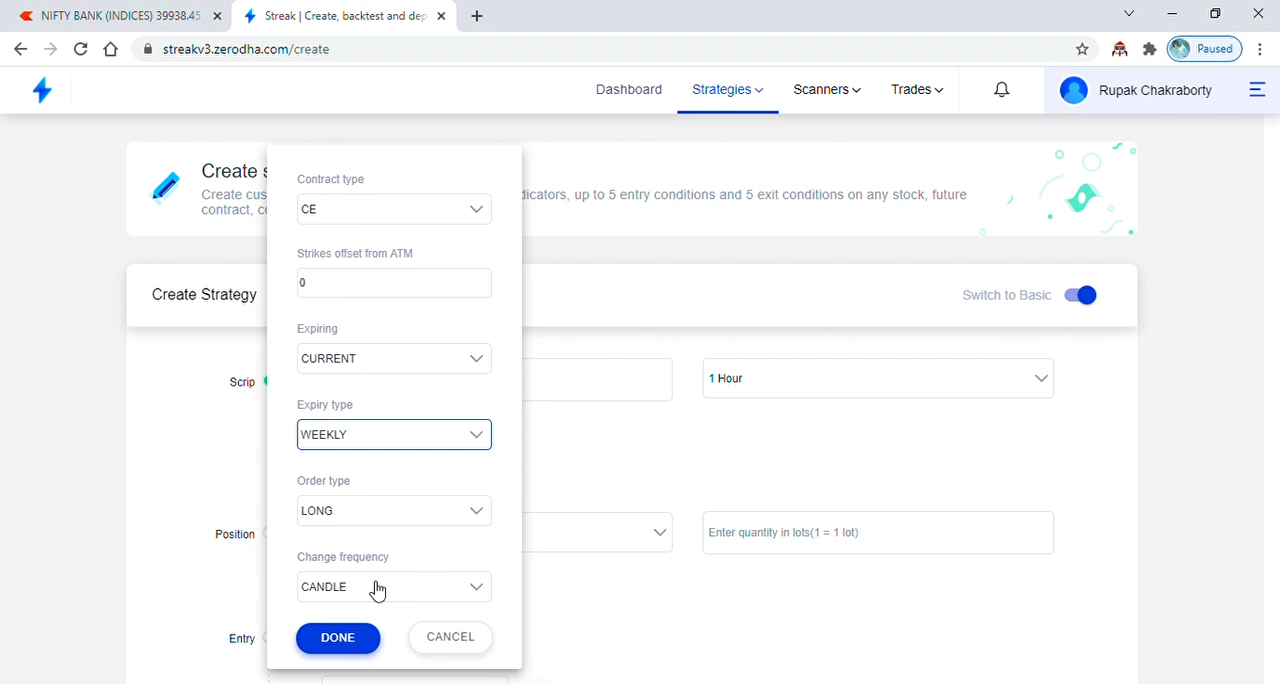 NIFTY BANK (INDICES) 39938.45
Streak | Create, backtest and dep
streakv3.zerodha.com/create
Paused
Dashboard
Strategies
Scanners
Trades
Rupak Chakraborty
Create s
Create cus
dicators, up to 5 entry conditions and 5 exit conditions on any stock, future
contract, c
Create Strategy
Switch to Basic
Scrip
1 Hour
Position
Enter quantity in lots(1 = 1 lot)
Entry
Contract type
CE
Strikes offset from ATM
0
Expiring
CURRENT
Expiry type
WEEKLY
Order type
LONG
Change frequency
CANDLE
DONE
CANCEL